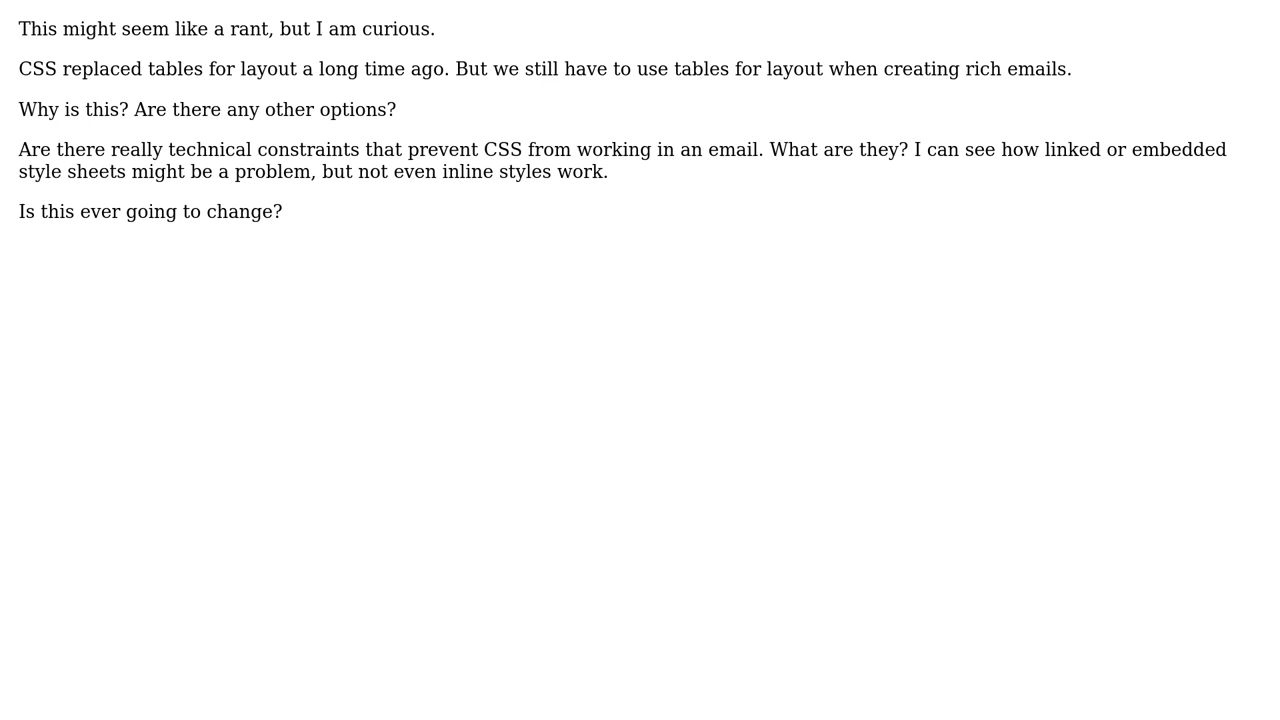 This might seem like a rant, but I am curious.
CSS replaced tables for layout a long time ago. But we still have to use tables for layout when creating rich emails.
Why is this? Are there any other options?
Are there really technical constraints that prevent CSS from working in an email. What are they? I can see how linked or embedded
style sheets might be a problem, but not even inline styles work.
Is this ever going to change?